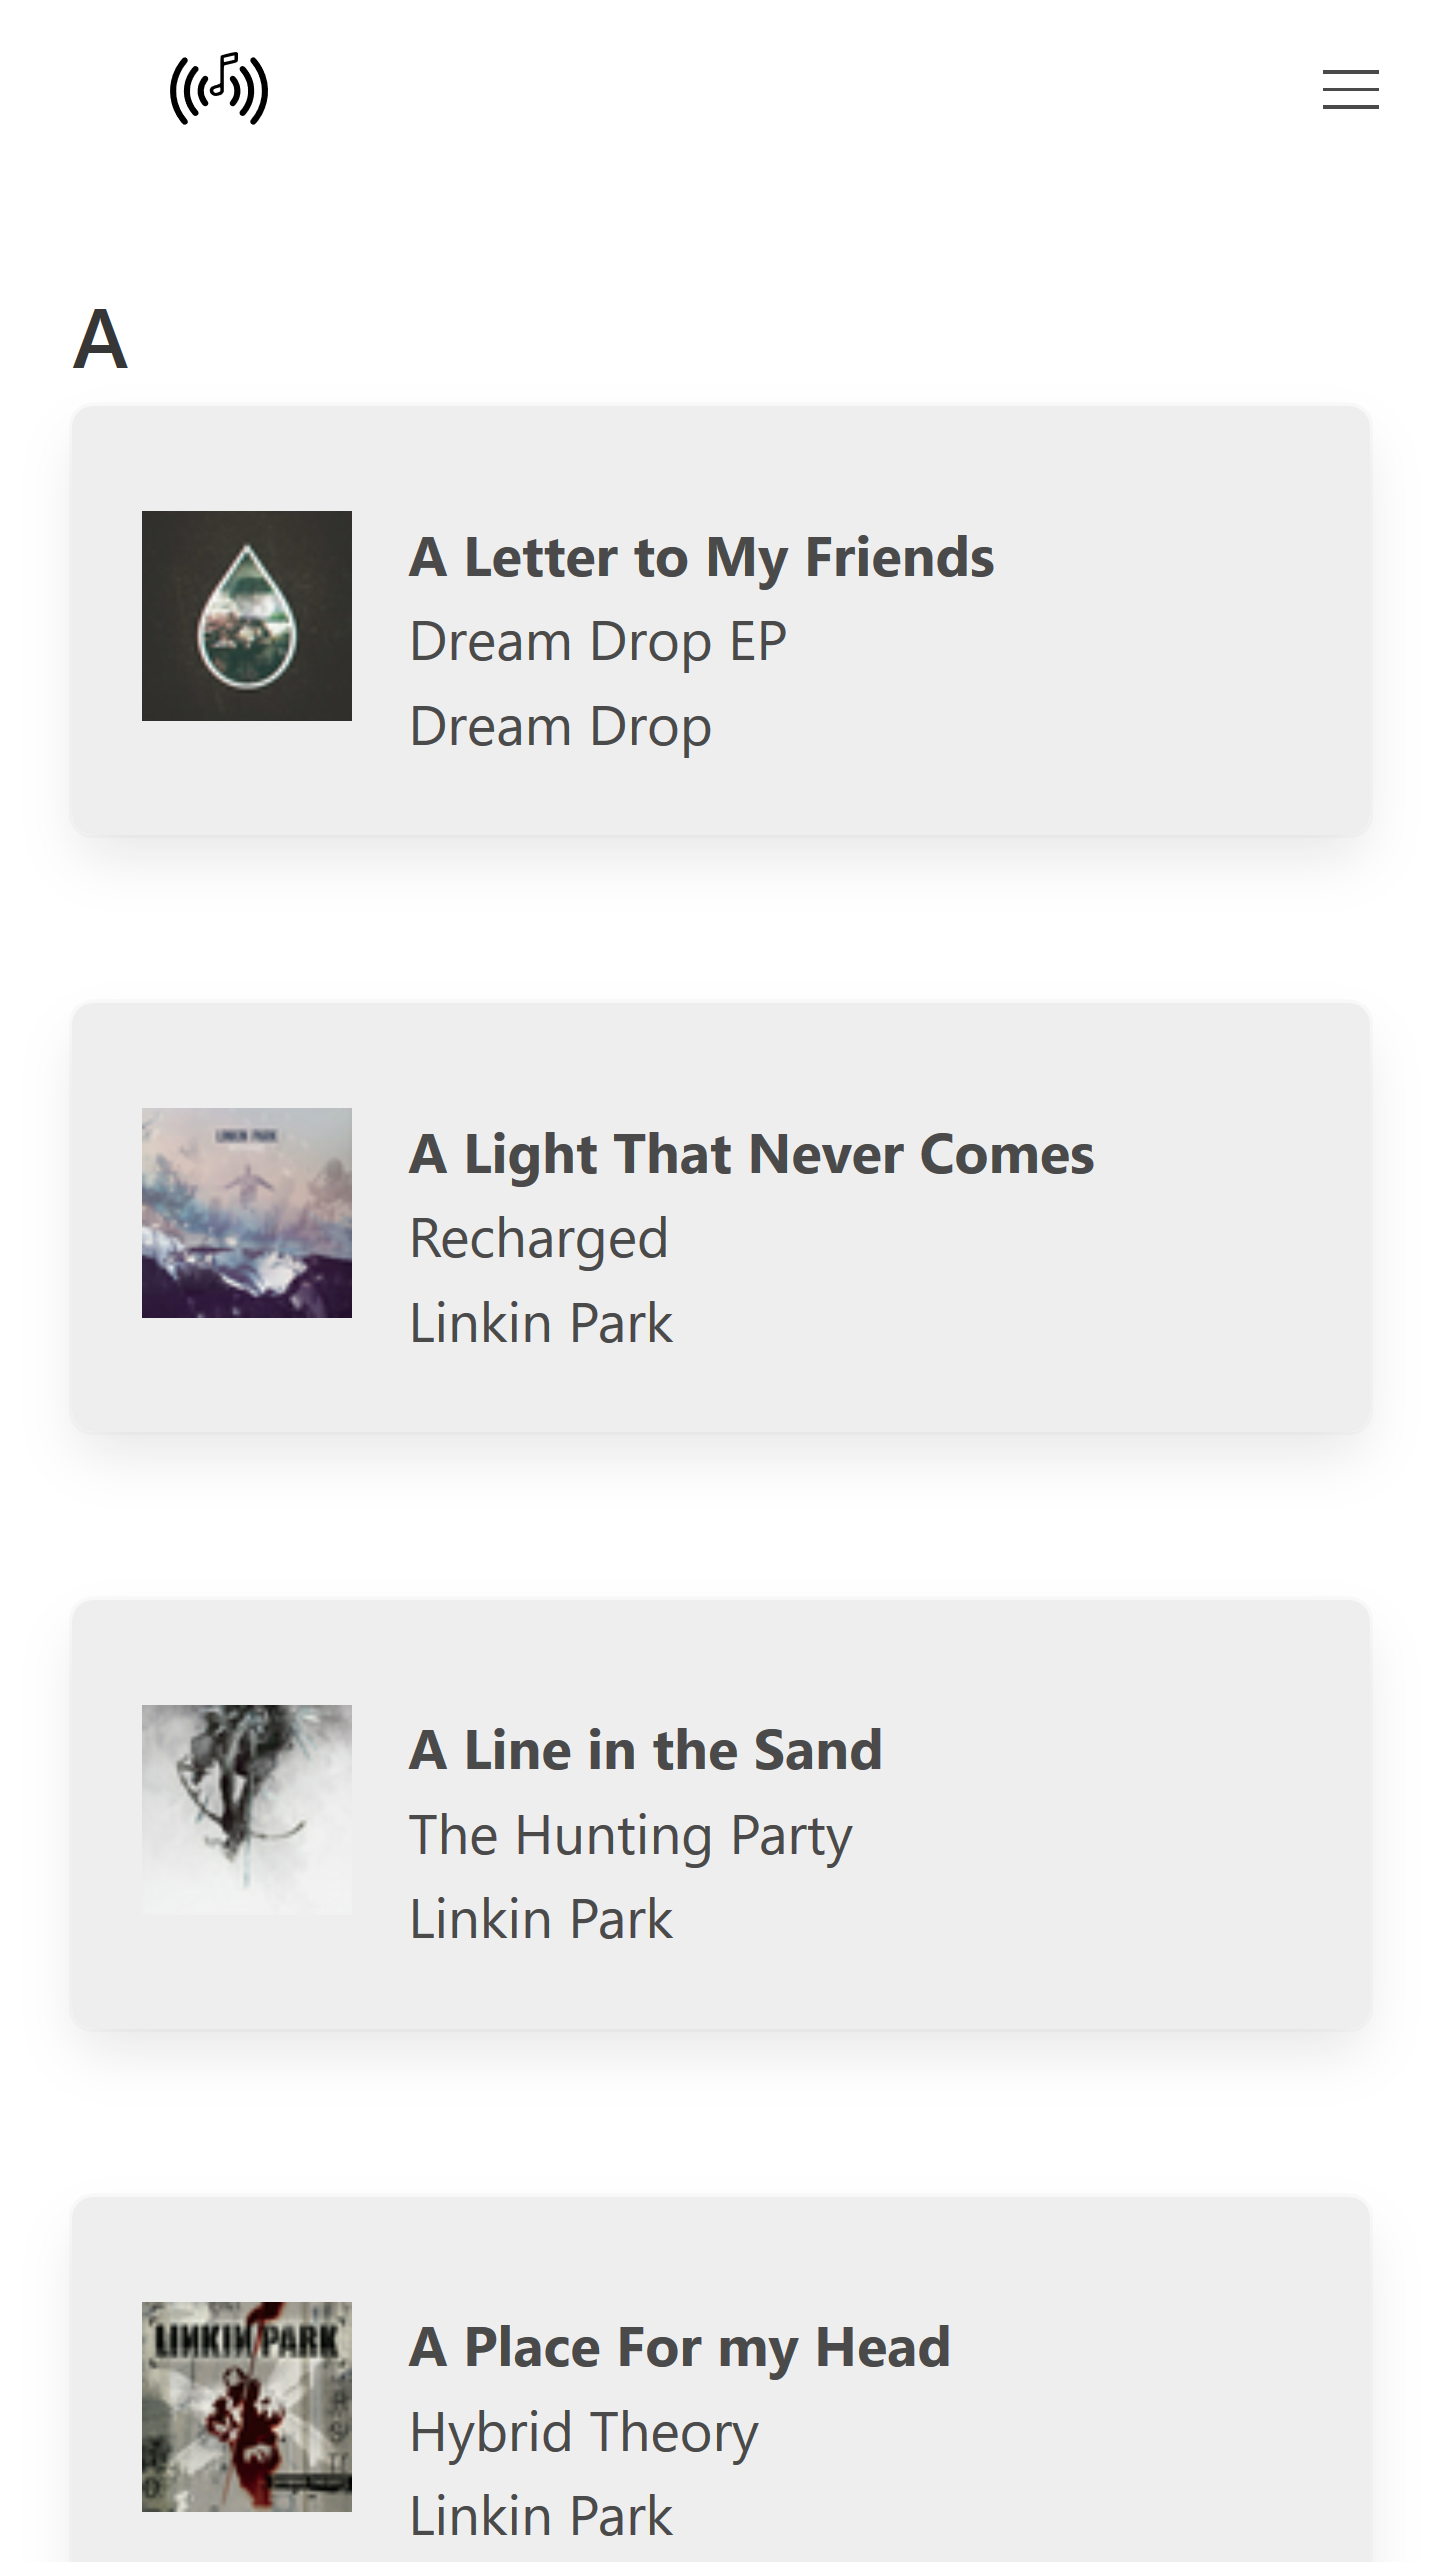 A
A Letter to My Friends
Dream Drop EP
Dream Drop
LINKIN PARK
A Light That Never Comes
Recharged
Linkin Park
A Line in the Sand
The Hunting Party
Linkin Park
LINKIN PARK
A Place For my Head
Hybrid Theory
Linkin Park